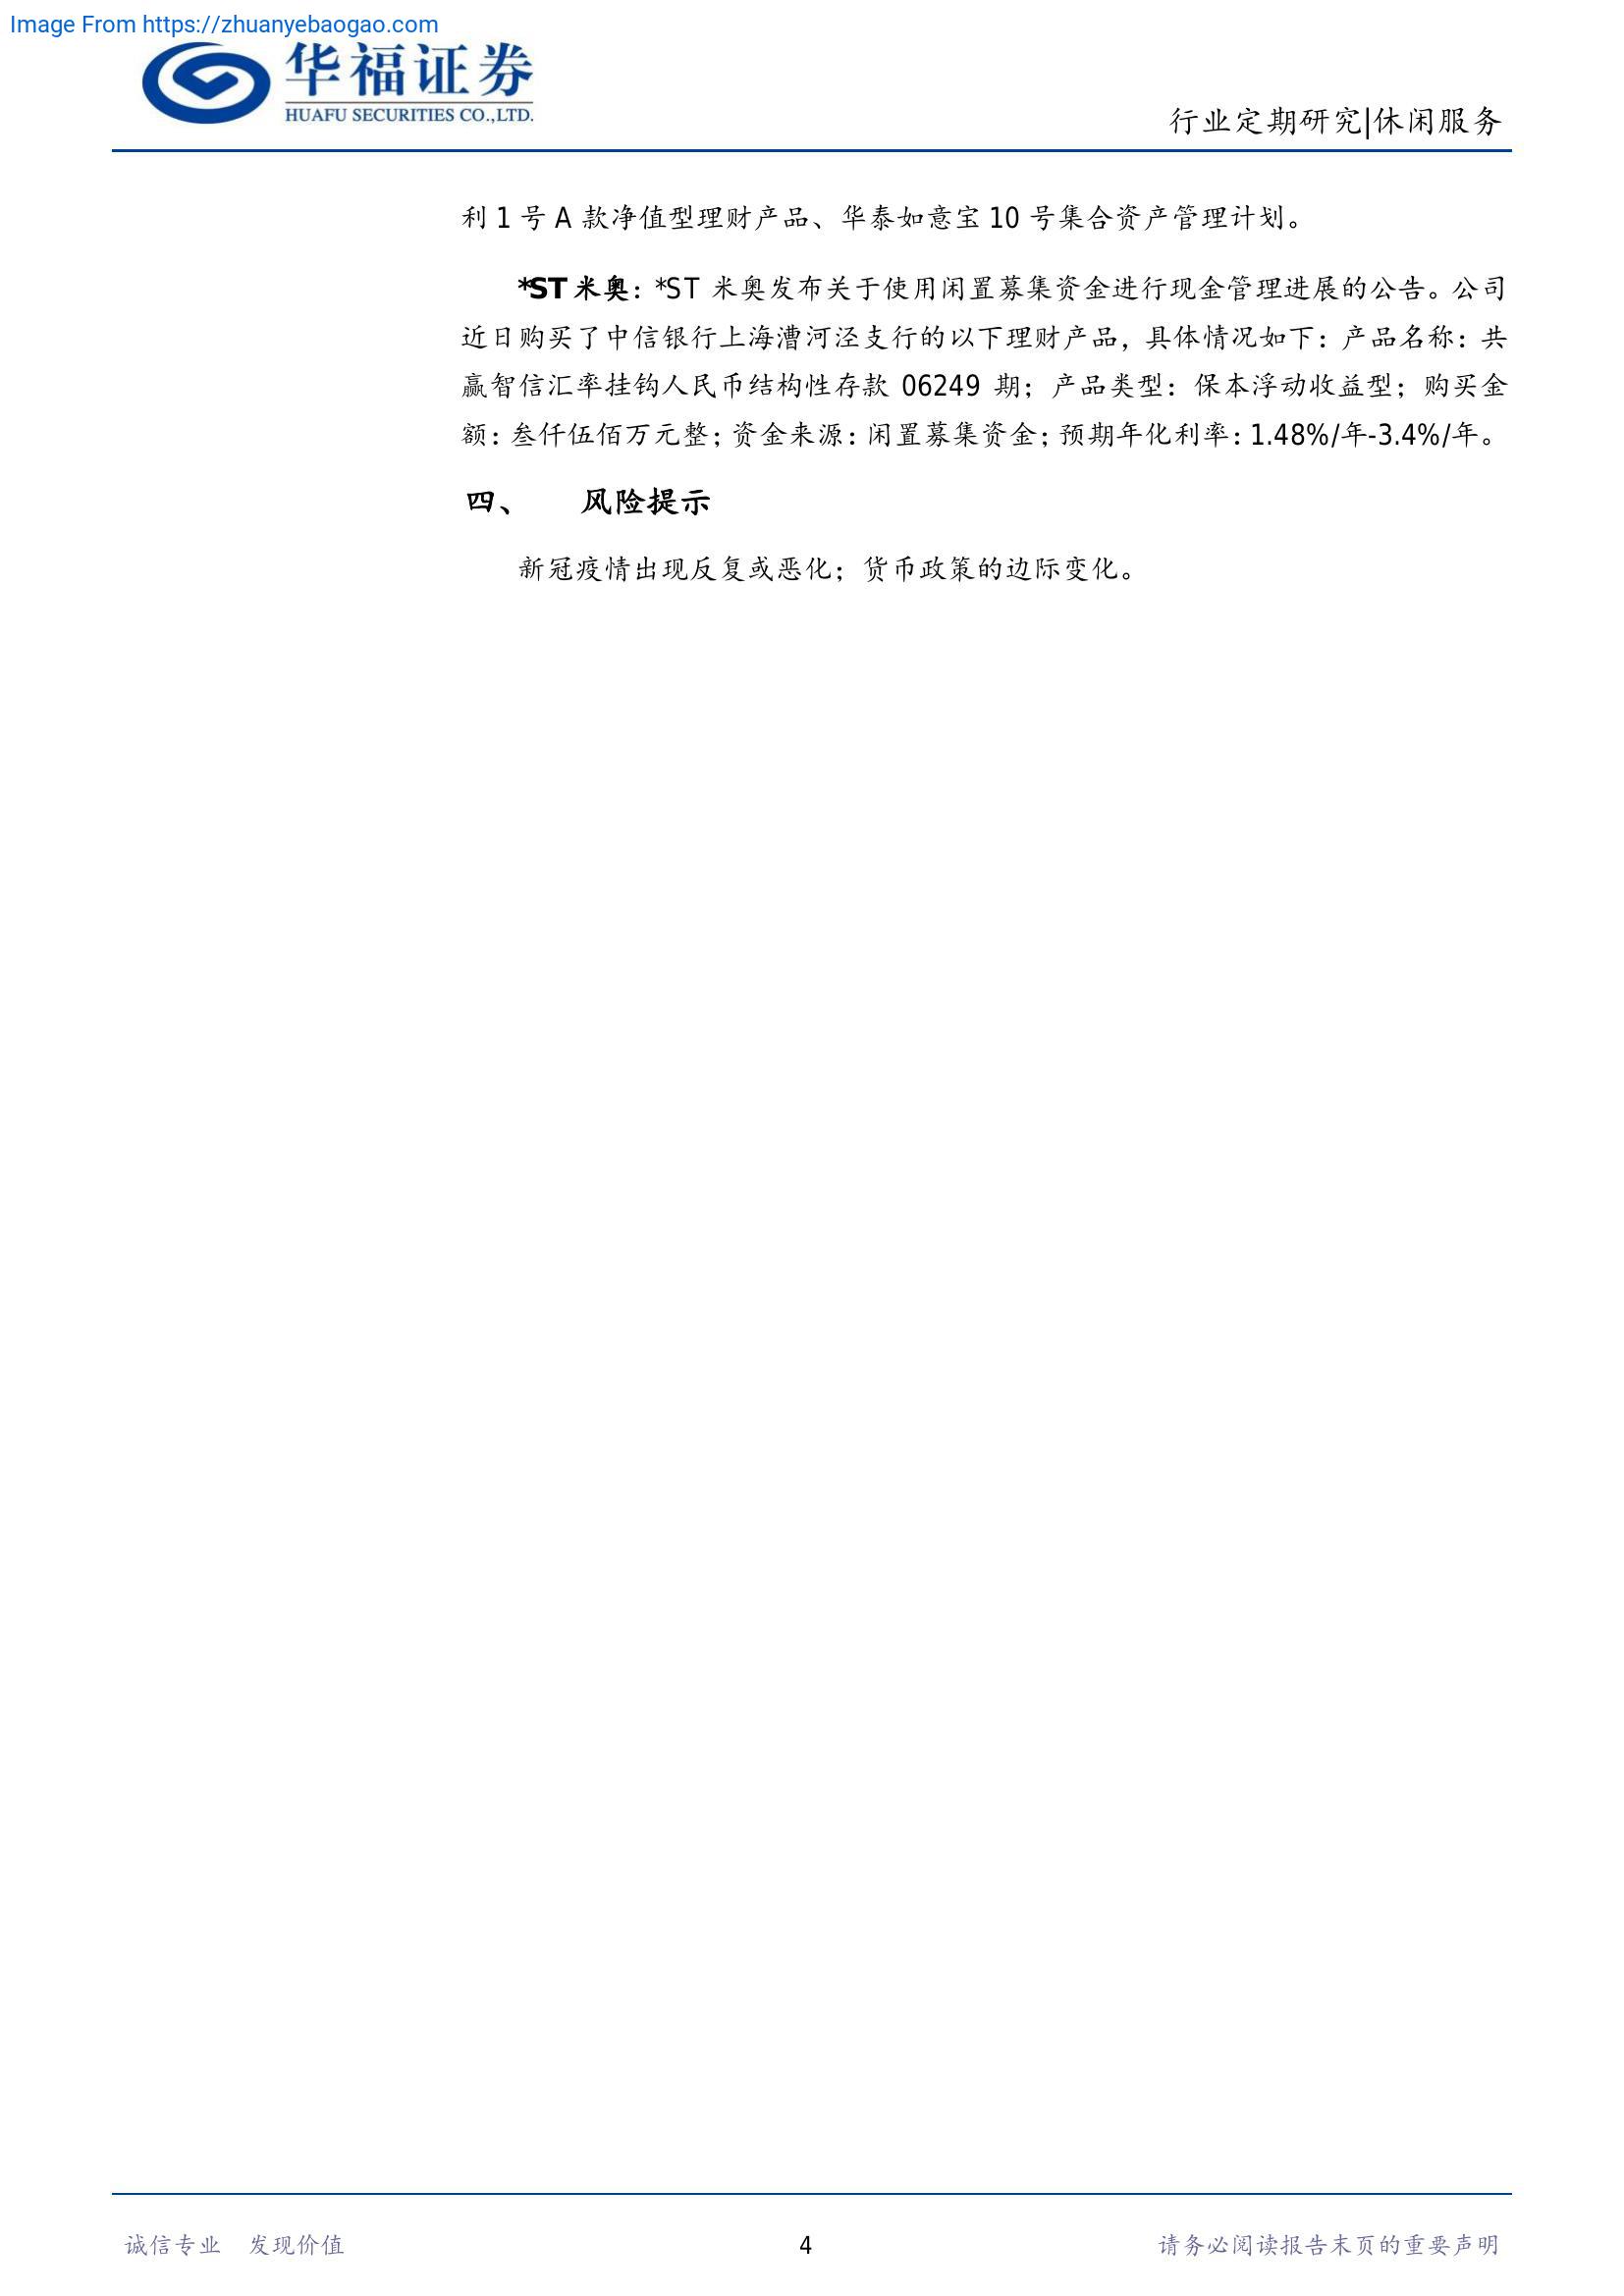 Image From https://zhuanyebaogao.com
华福证券
HUAFU SECURITIES CO.,LTD.
行业定期研究|休闲服务
利 1 号 A 款净值型理财产品、华泰如意宝 10 号集合资产管理计划。
*ST 米奥：*ST 米奥发布关于使用闲置募集资金进行现金管理进展的公告。公司
近日购买了中信银行上海漕河泾支行的以下理财产品，具体情况如下：产品名称：共
赢智信汇率挂钩人民币结构性存款 06249 期；产品类型：保本浮动收益型；购买金
额：叁仟伍佰万元整；资金来源：闲置募集资金；预期年化利率：1.48%/年-3.4%/年。
四、 风险提示
新冠疫情出现反复或恶化；货币政策的边际变化。
诚信专业 发现价值
4
请务必阅读报告末页的重要声明